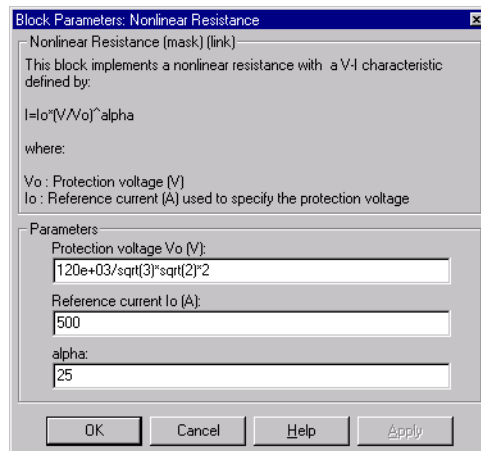 Block Parameters: Nonlinear Resistance
Nonlinear Resistance (mask) (link)
This block implements a nonlinear resistance with a V-I characteristic
defined by:
I=Io*(V/Vo)^alpha
where:
Vo : Protection voltage (V)
Io : Reference current (A) used to specify the protection voltage
Parameters
Protection voltage Vo (V):
120e+03/sqrt(3)*sqrt(2)*2
Reference current Io (A):
500
alpha:
25
OK Cancel Help Apply